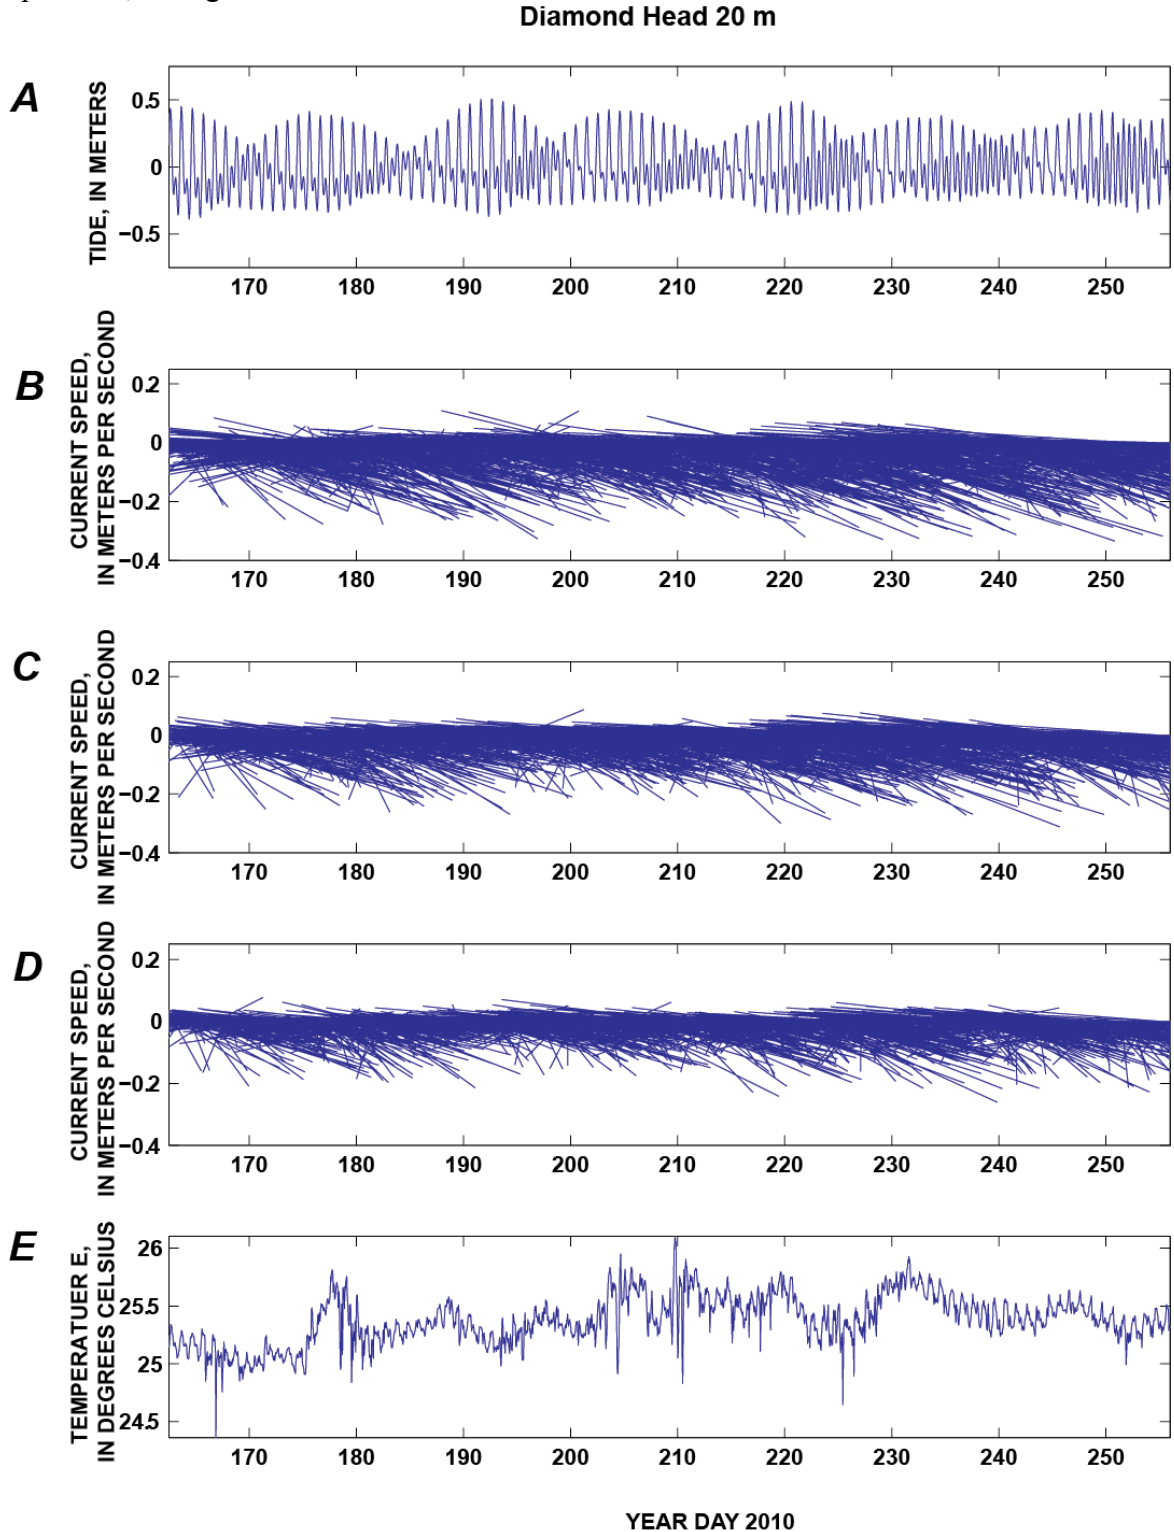 Diamond Head 20 m
A
TIDE, IN METERS
0.5
0
−0.5
170 180 190 200 210 220 230 240 250
B
CURRENT SPEED,
IN METERS PER SECOND
0.2
0
−0.2
−0.4
170 180 190 200 210 220 230 240 250
C
CURRENT SPEED,
IN METERS PER SECOND
0.2
0
−0.2
−0.4
170 180 190 200 210 220 230 240 250
D
CURRENT SPEED,
IN METERS PER SECOND
0.2
0
−0.2
−0.4
170 180 190 200 210 220 230 240 250
E
TEMPERATUER E,
IN DEGREES CELSIUS
26
25.5
25
24.5
170 180 190 200 210 220 230 240 250
YEAR DAY 2010